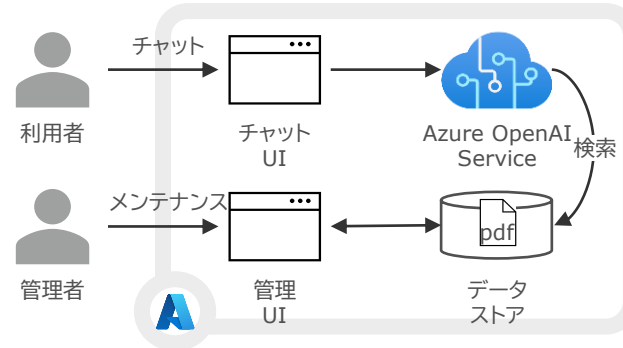 チャット
利用者
チャット
UI
Azure OpenAI
Service
検索
メンテナンス
pdf
管理者
管理
UI
データ
ストア